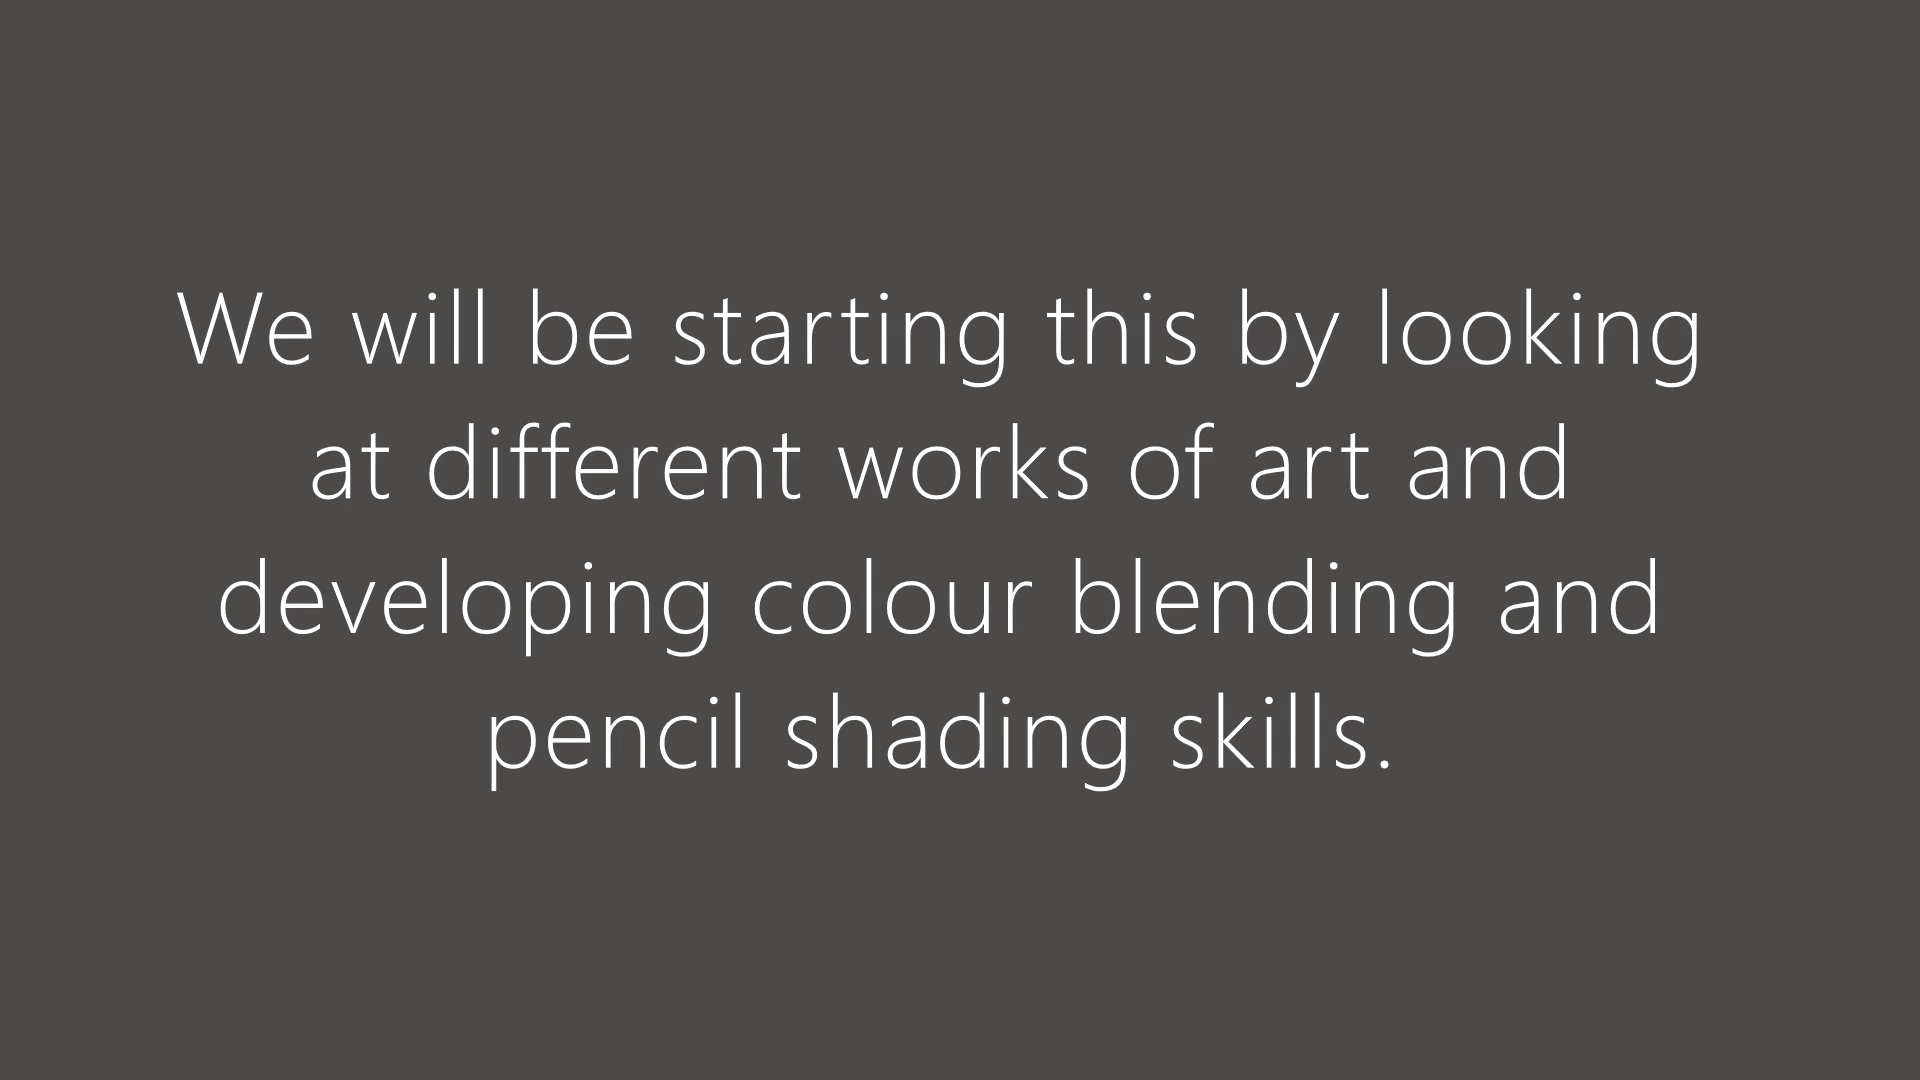 We will be starting this by looking
at different works of art and
developing colour blending and
pencil shading skills.